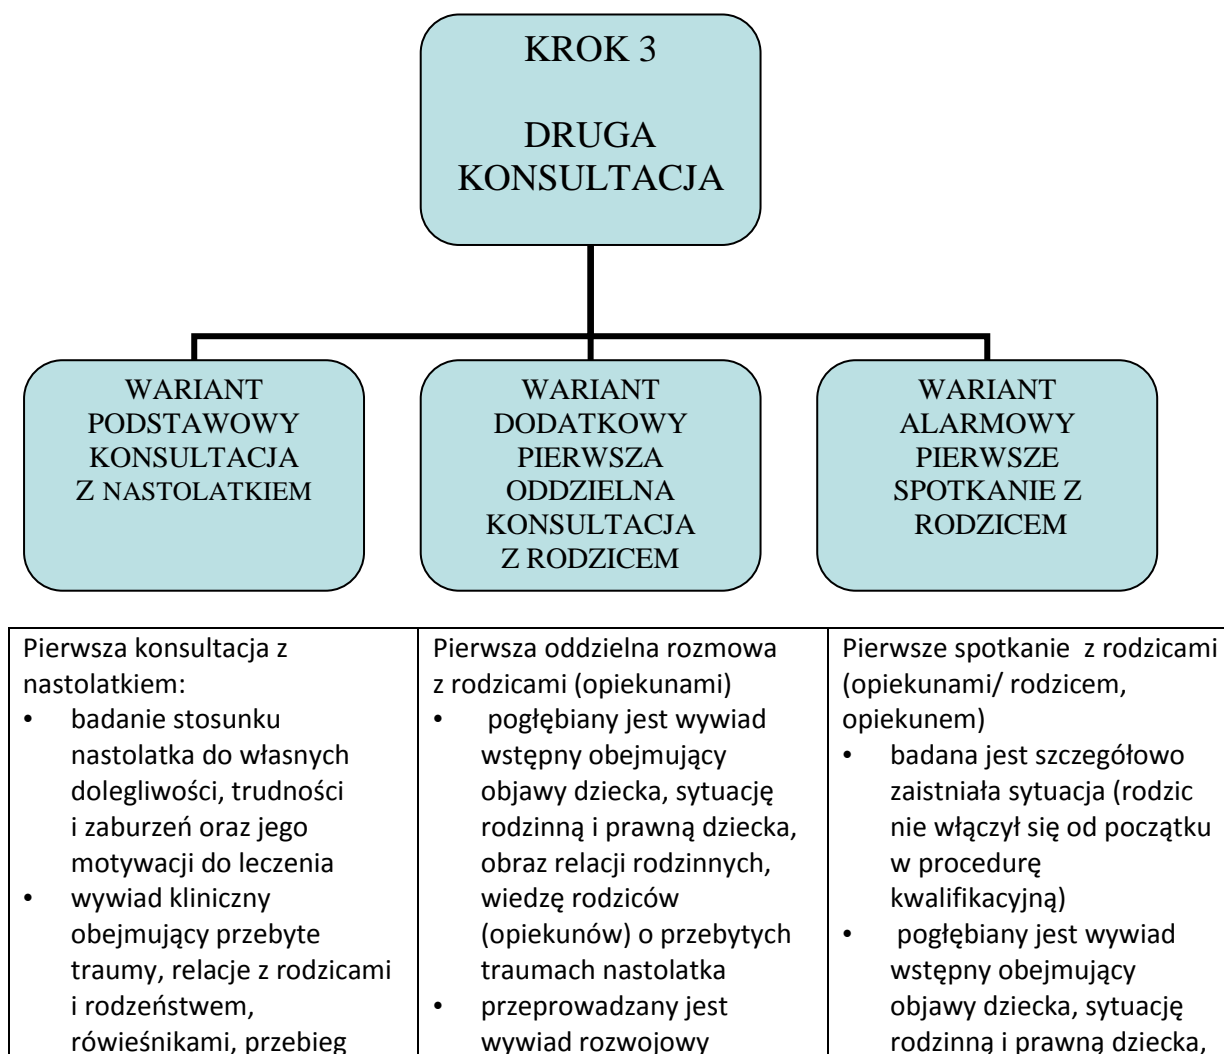 KROK 3
DRUGA
KONSULTACJA
WARIANT
PODSTAWOWY
KONSULTACJA
Z NASTOLATKIEM
WARIANT
DODATKOWY
PIERWSZA
ODDZIELNA
KONSULTACJA
Z RODZICEM
WARIANT
ALARMOWY
PIERWSZE
SPOTKANIE Z
RODZICEM
Pierwsza konsultacja z
nastolatkiem:
• badanie stosunku
nastolatka do własnych
dolegliwości, trudności
i zaburzeń oraz jego
motywacji do leczenia
• wywiad kliniczny
obejmujący przebyte
traumy, relacje z rodzicami
i rodzeństwem,
rówieśnikami, przebieg
Pierwsza oddzielna rozmowa
z rodzicami (opiekunami)
• pogłębiany jest wywiad
wstępny obejmujący
objawy dziecka, sytuację
rodzinną i prawną dziecka,
obraz relacji rodzinnych,
wiedzę rodziców
(opiekunów) o przebytych
traumach nastolatka
• przeprowadzany jest
wywiad rozwojowy
Pierwsze spotkanie z rodzicami
(opiekunami/ rodzicem,
opiekunem)
• badana jest szczegółowo
zaistniała sytuacja (rodzic
nie włączył się od początku
w procedurę
kwalifikacyjną)
• pogłębiany jest wywiad
wstępny obejmujący
objawy dziecka, sytuację
rodzinną i prawną dziecka,